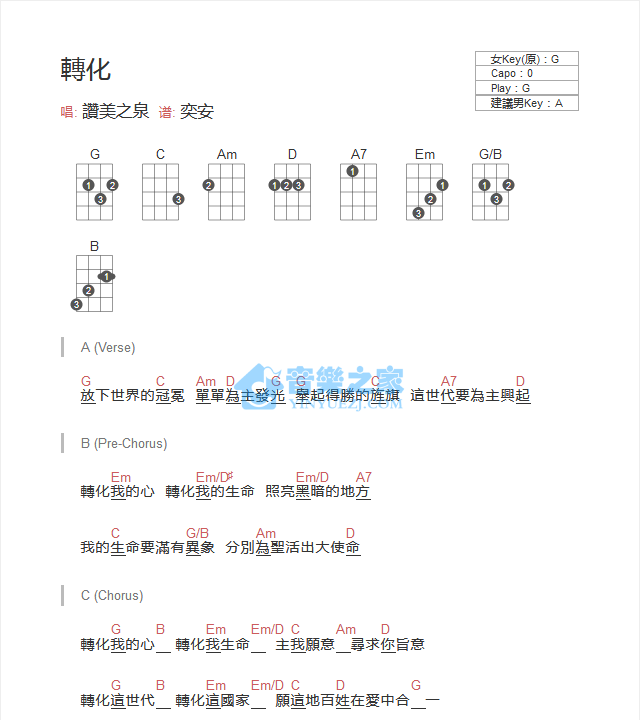 轉化
女Key(原)：G
Capo：0
Play：G
建議男Key：A
唱: 讚美之泉 譜: 奕安
G C Am D A7 Em G/B
1 2 3 3 2 1 2 3 1 1 2 3 1 2 3
B
1 2 3
A (Verse)
音樂之家
YINYUEZJ.COM
G C Am D G G C A7 D
放下世界的冠冕 單單為主發光 舉起得勝的旌旗 這世代要為主興起
B (Pre-Chorus)
Em Em/D♯ Em/D A7
轉化我的心 轉化我的生命 照亮黑暗的地方
C G/B Am D
我的生命要滿有異象 分別為聖活出大使命
C (Chorus)
G B Em Em/D C Am D
轉化我的心__ 轉化我生命__ 主我願意__尋求你旨意
G B Em Em/D C D G
轉化這世代__ 轉化這國家__ 願這地百姓在愛中合__一